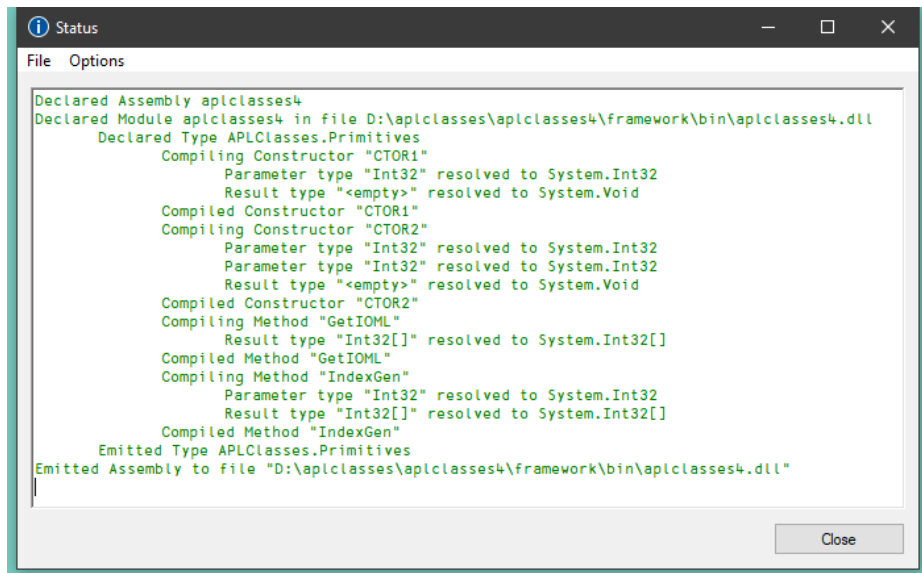 Status
File Options
Declared Assembly aplclasses4
Declared Module aplclasses4 in file D:\aplclasses\aplclasses4\framework\bin\aplclasses4.dll
Declared Type APLClasses.Primitives
Compiling Constructor "CTOR1"
Parameter type "Int32" resolved to System.Int32
Result type "<empty>" resolved to System.Void
Compiled Constructor "CTOR1"
Compiling Constructor "CTOR2"
Parameter type "Int32" resolved to System.Int32
Parameter type "Int32" resolved to System.Int32
Result type "<empty>" resolved to System.Void
Compiled Constructor "CTOR2"
Compiling Method "GetIOML"
Result type "Int32[]" resolved to System.Int32[]
Compiled Method "GetIOML"
Compiling Method "IndexGen"
Parameter type "Int32" resolved to System.Int32
Result type "Int32[]" resolved to System.Int32[]
Compiled Method "IndexGen"
Emitted Type APLClasses.Primitives
Emitted Assembly to file "D:\aplclasses\aplclasses4\framework\bin\aplclasses4.dll"
Close